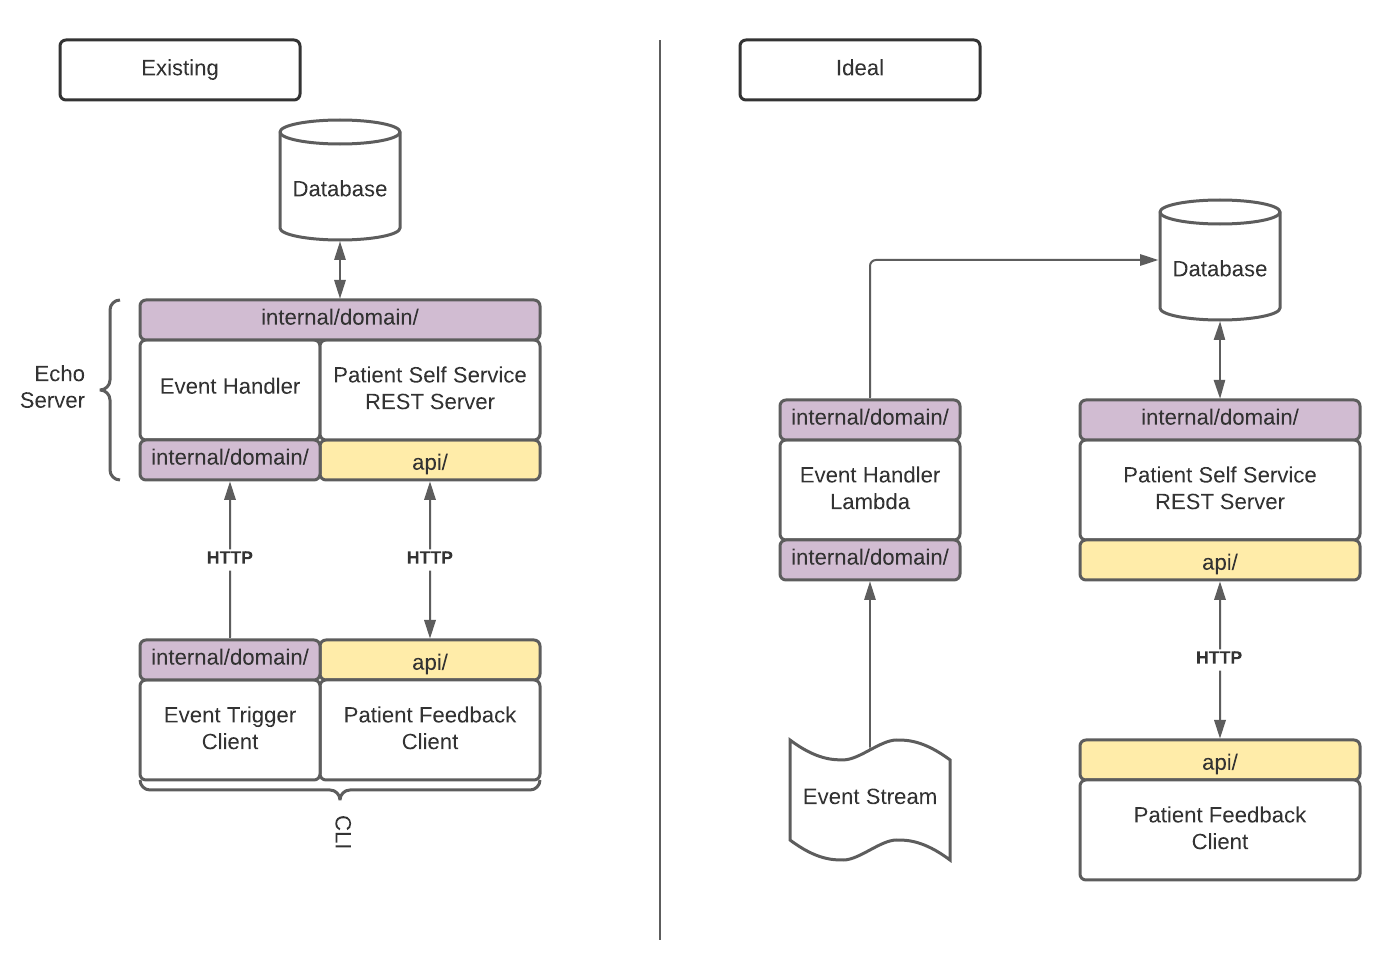 Existing
Database
internal/domain/
Echo
Server
Event Handler
Patient Self Service
REST Server
internal/domain/
api/
HTTP
HTTP
internal/domain/
api/
Event Trigger
Client
Patient Feedback
Client
CLI
Ideal
Database
internal/domain/
Event Handler
Lambda
internal/domain/
Event Stream
internal/domain/
Patient Self Service
REST Server
api/
HTTP
api/
Patient Feedback
Client